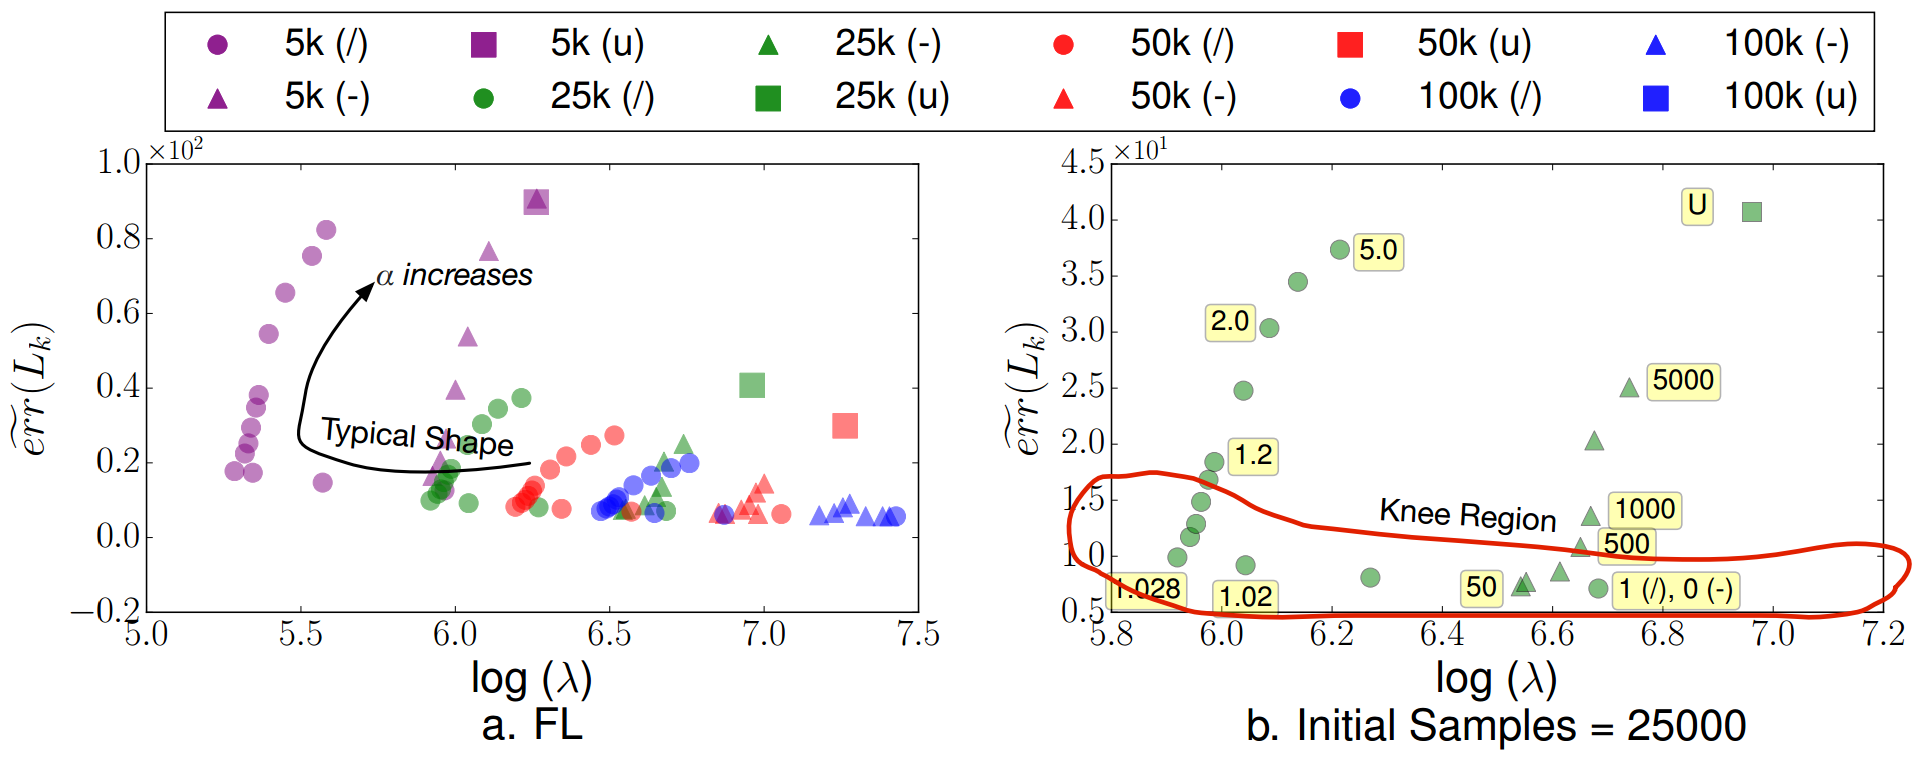 5k (/) 5k (u) 25k (-) 50k (/) 50k (u) 100k (-)
5k (-) 25k (/) 25k (u) 50k (-) 100k (/) 100k (u)
×10²
1.0
0.8
0.6
0.4
0.2
0.0
−0.2
5.0 5.5 6.0 6.5 7.0 7.5
err(Lₖ)
α increases
Typical Shape
log (λ)
a. FL
×10¹
4.5
4.0
3.5
3.0
2.5
2.0
1.5
1.0
0.5
5.8 6.0 6.2 6.4 6.6 6.8 7.0 7.2
err(Lₖ)
U
5.0
2.0
5000
1.2
1000
Knee Region
500
1.028
1.02
50
1 (/), 0 (-)
log (λ)
b. Initial Samples = 25000